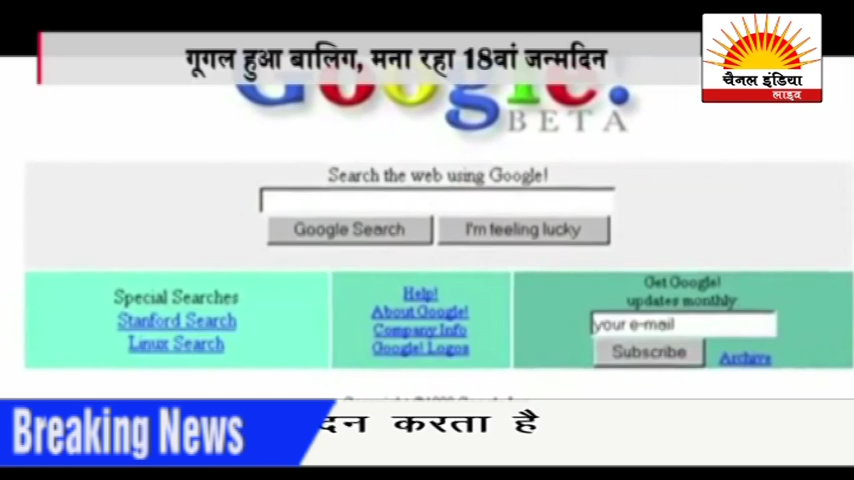 गूगल हुआ बालिग, मना रहा 18वां जन्मदिन
चैनल इंडिया
लाइव
Google!
BETA
Search the web using Google!
Google Search
I'm feeling lucky
Special Searches
Stanford Search
Linux Search
Help!
About Google!
Company Info
Google! Logos
Get Google!
updates monthly
your e-mail
Subscribe
Archive
Breaking News
करता है